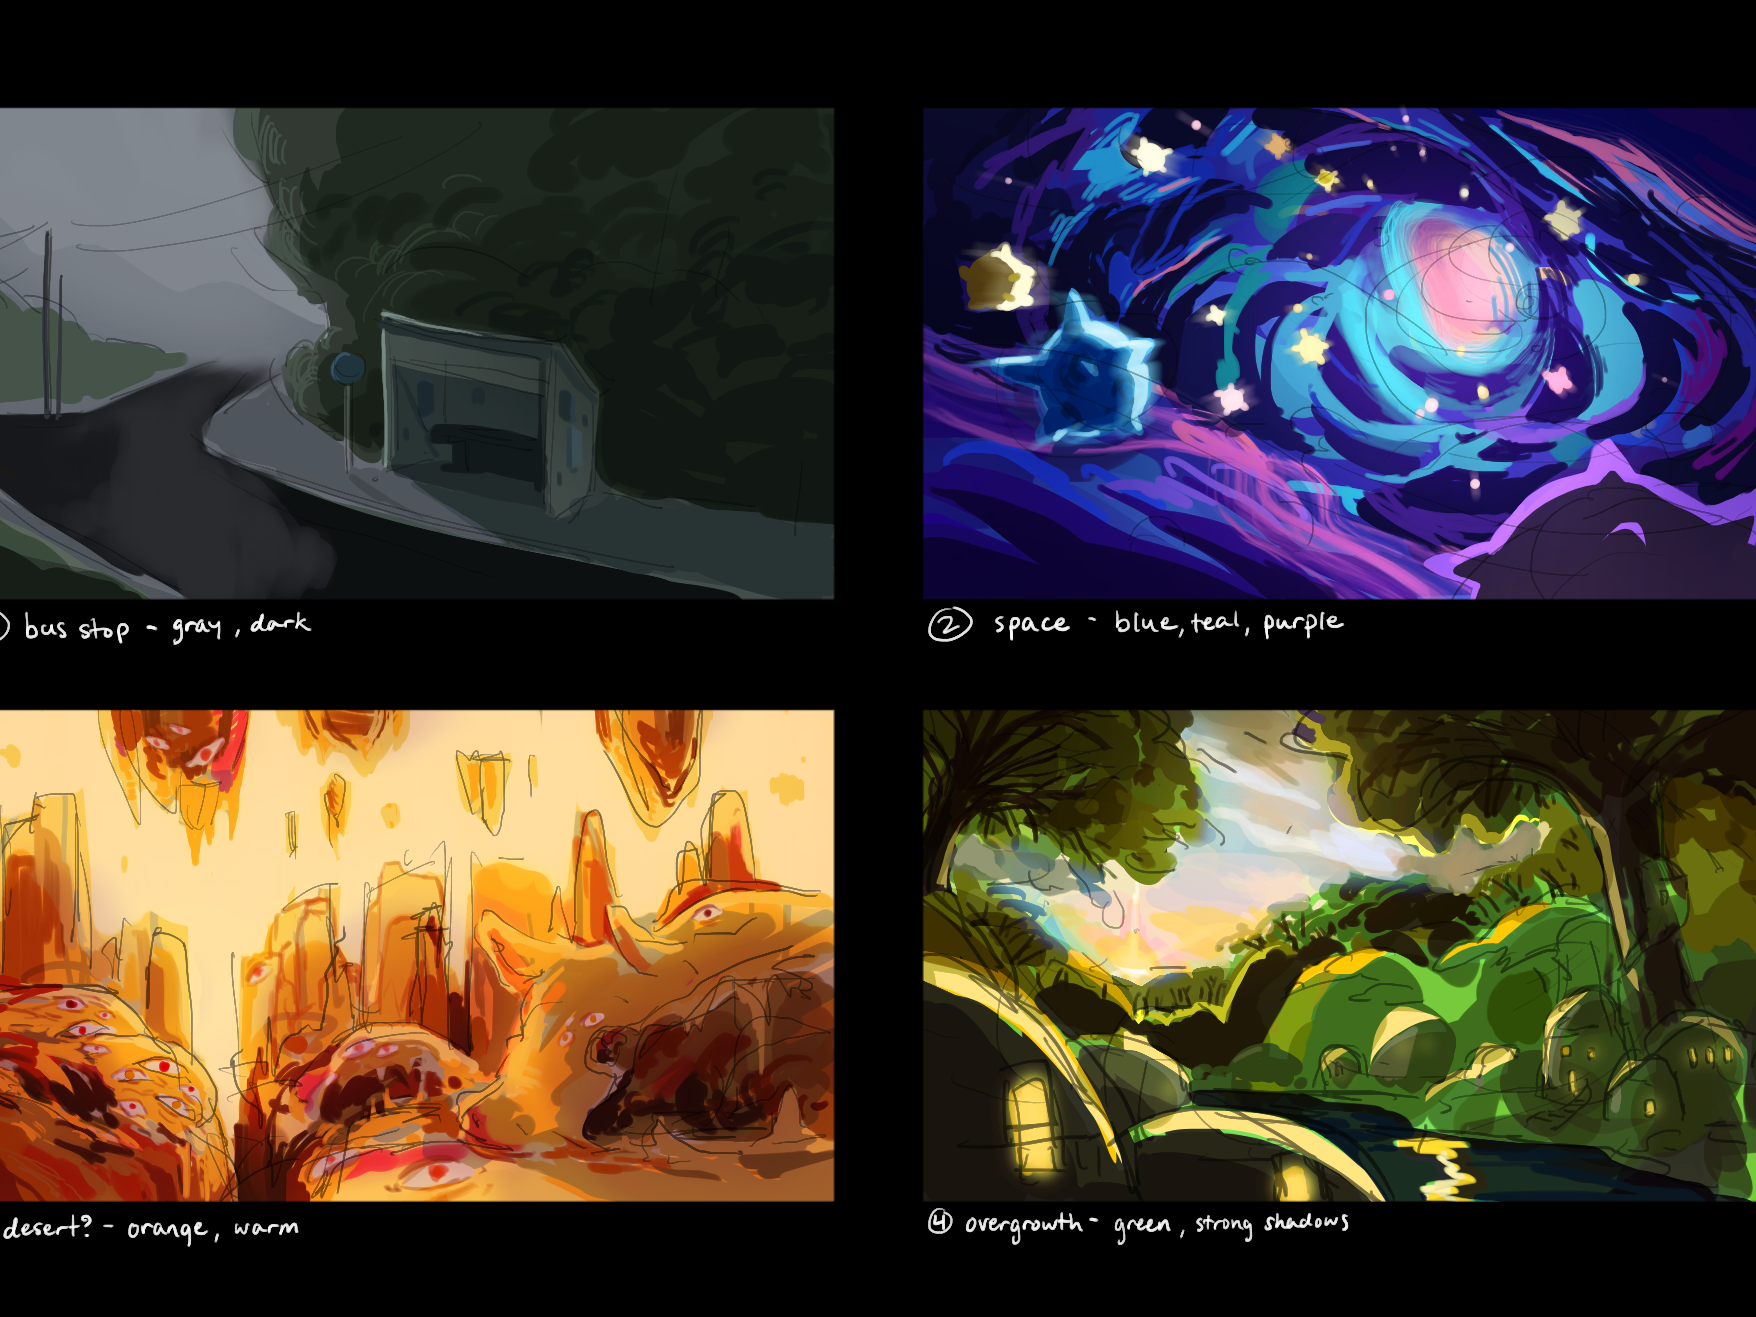 bus stop - gray, dark
② space - blue, teal, purple
desert? - orange, warm
④ overgrowth - green, strong shadows